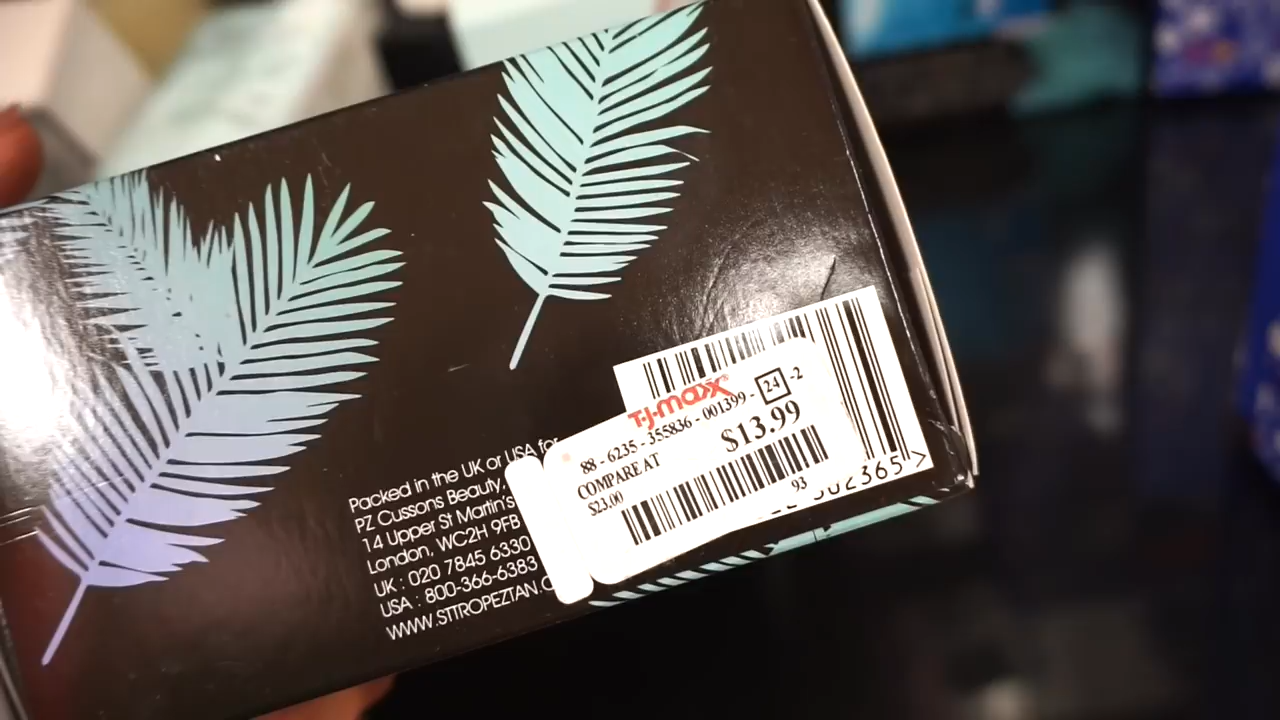 Packed in the UK or USA for
PZ Cussons Beauty,
14 Upper St Martin's
London, WC2H 9FB
UK : 020 7845 6330
USA : 800-366-6383
WWW.STTROPEZTAN.C
T·J·maxx®
88 - 6235 - 355836 - 001399 - 24 -2
COMPARE AT
$13.99
$23.00
93
502365 >